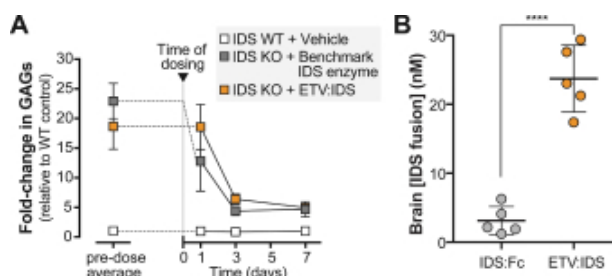 A
Time of
dosing
IDS WT + Vehicle
IDS KO + Benchmark
IDS enzyme
IDS KO + ETV:IDS
Fold-change in GAGs
(relative to WT control)
30
25
20
15
10
5
0
pre-dose
average
0 1 3 5 7
Time (days)
B
****
Brain [IDS fusion] (nM)
30
20
10
0
IDS:Fc ETV:IDS